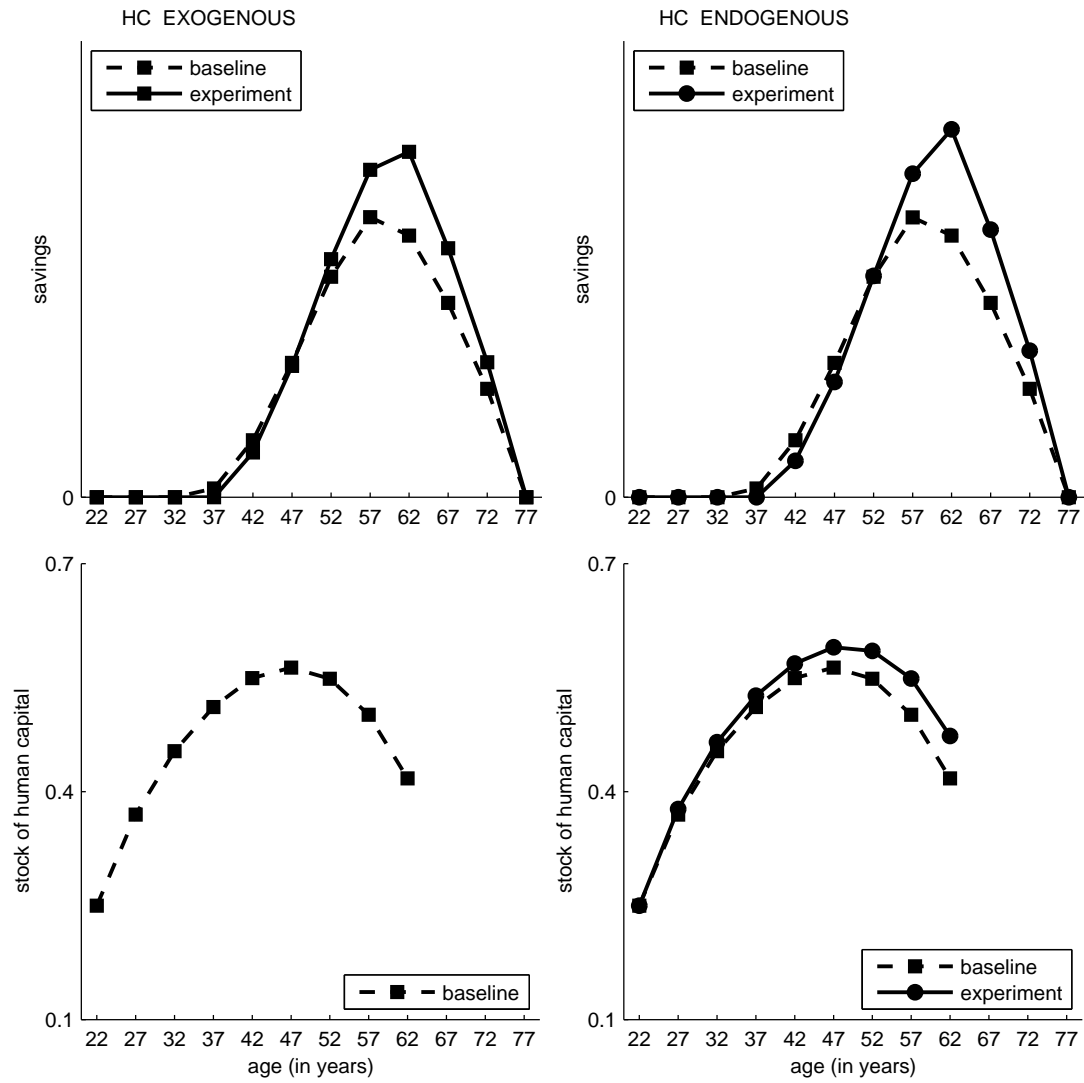 HC EXOGENOUS
baseline
experiment
savings
0
22 27 32 37 42 47 52 57 62 67 72 77
HC ENDOGENOUS
baseline
experiment
savings
0
22 27 32 37 42 47 52 57 62 67 72 77
0.7
0.4
0.1
stock of human capital
baseline
22 27 32 37 42 47 52 57 62 67 72 77
age (in years)
0.7
0.4
0.1
stock of human capital
baseline
experiment
22 27 32 37 42 47 52 57 62 67 72 77
age (in years)